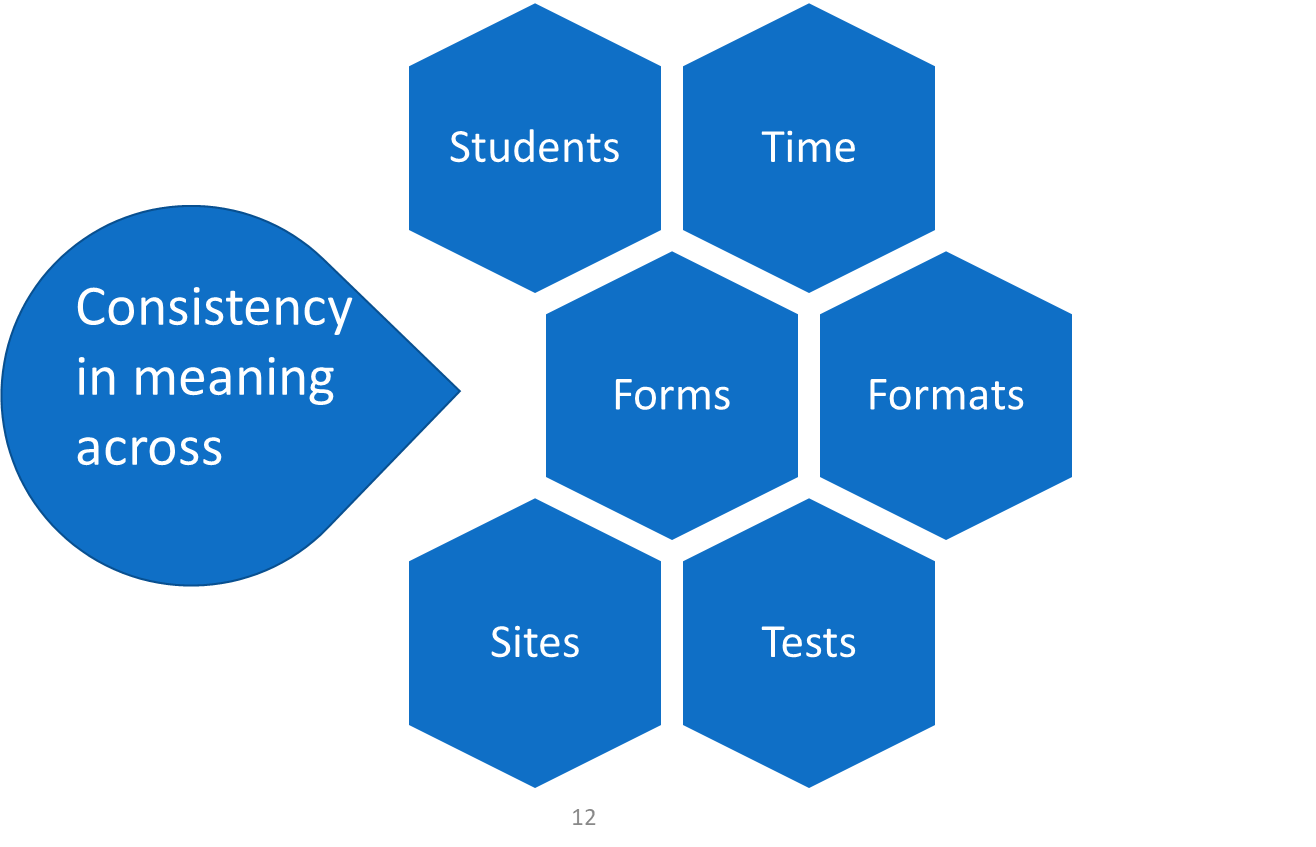 Consistency
in meaning
across
Students
Time
Forms
Formats
Sites
Tests
12